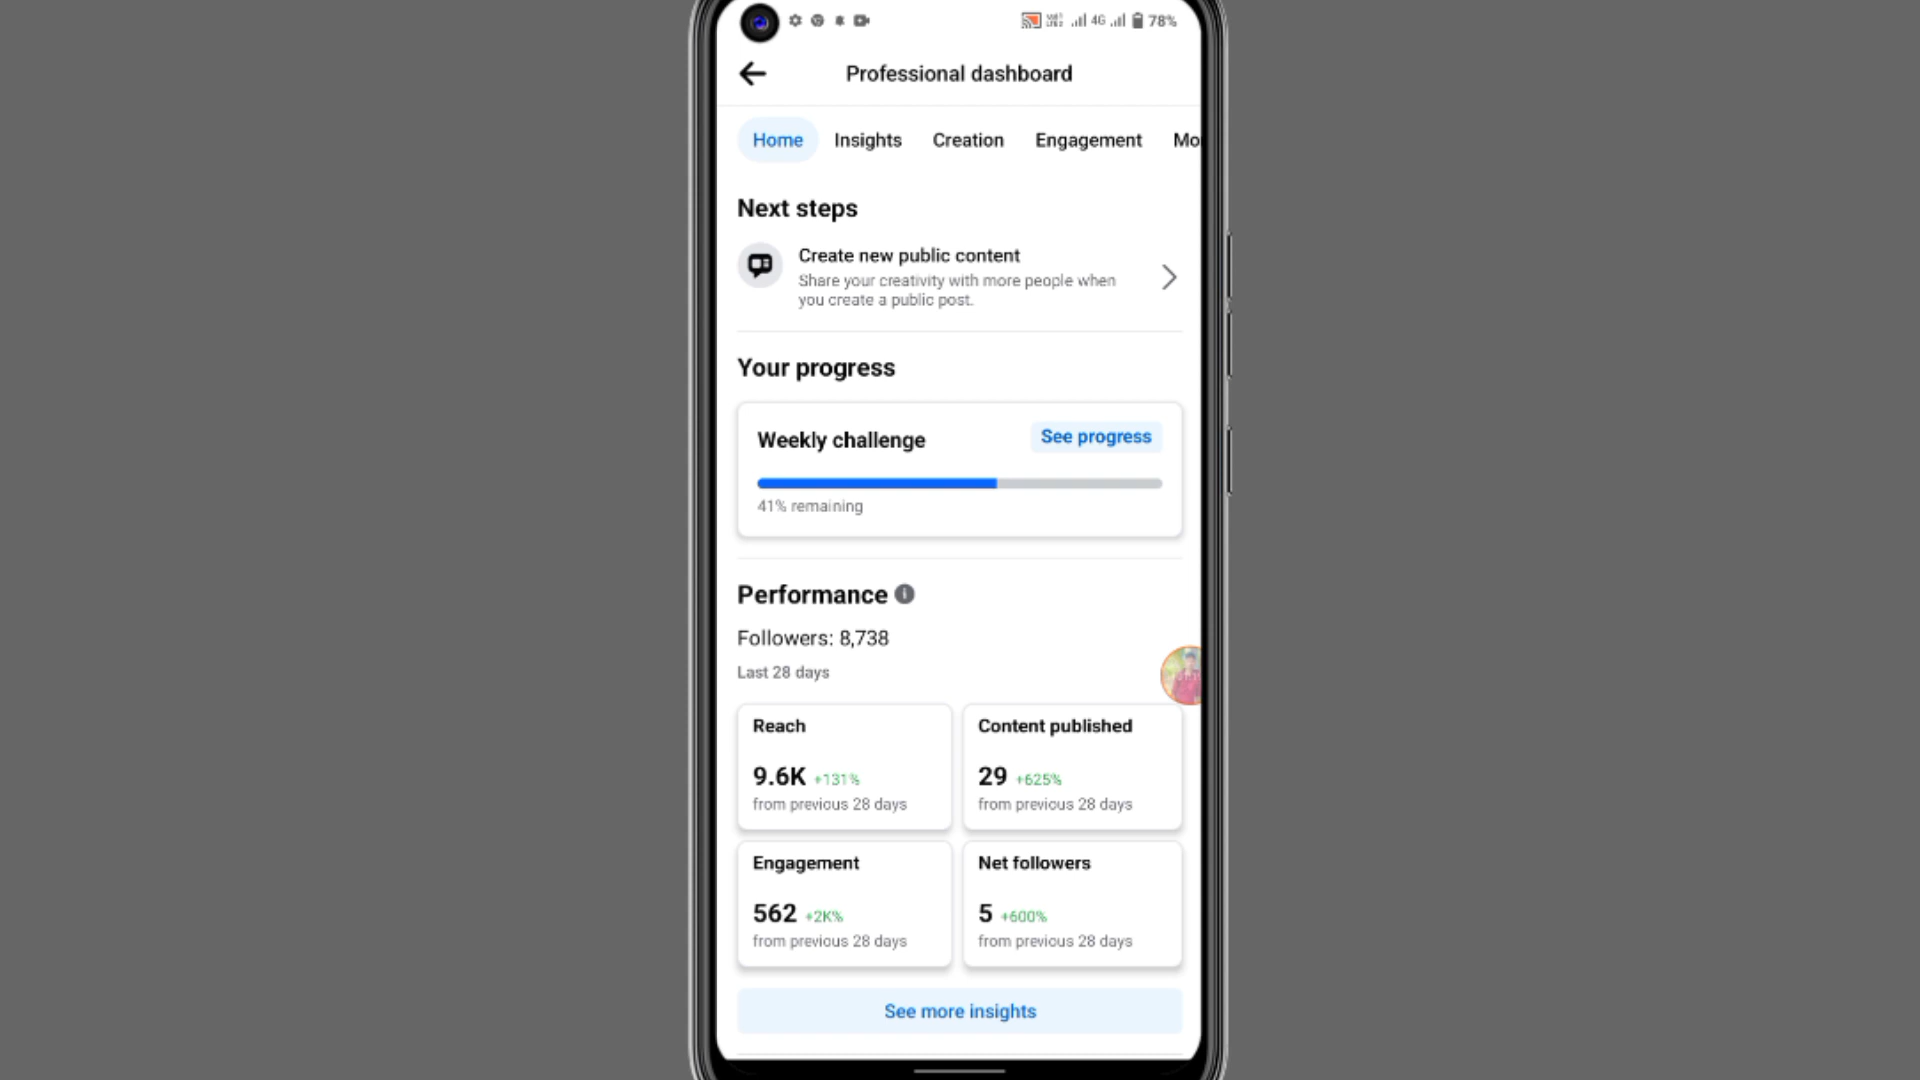 4G 78%
Professional dashboard
Home Insights Creation Engagement Mo
Next steps
Create new public content
Share your creativity with more people when
you create a public post.
Your progress
Weekly challenge See progress
41% remaining
Performance
Followers: 8,738
Last 28 days
Reach
9.6K +131%
from previous 28 days
Content published
29 +625%
from previous 28 days
Engagement
562 +2K%
from previous 28 days
Net followers
5 +600%
from previous 28 days
See more insights